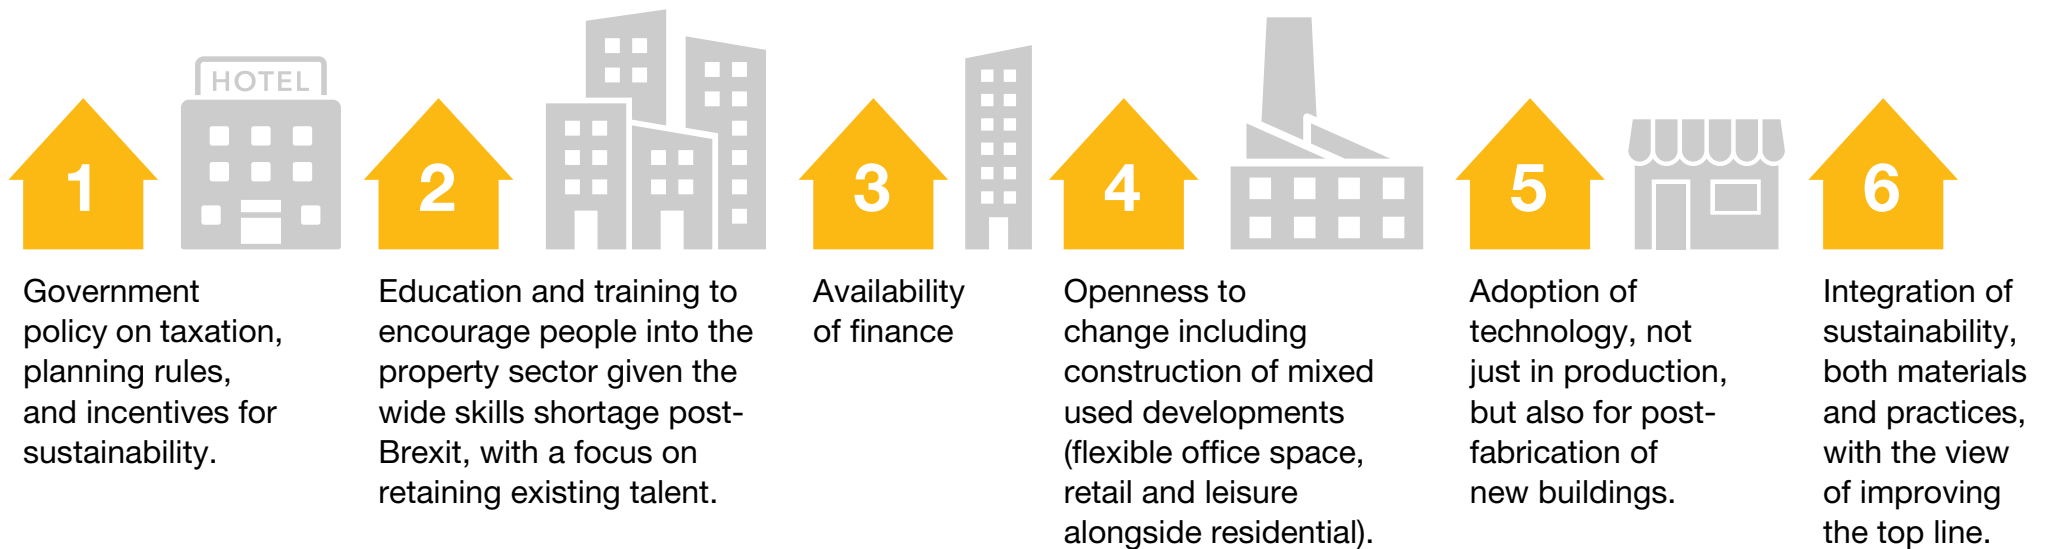 HOTEL
1
Government
policy on taxation,
planning rules,
and incentives for
sustainability.
2
Education and training to
encourage people into the
property sector given the
wide skills shortage post-
Brexit, with a focus on
retaining existing talent.
3
Availability
of finance
4
Openness to
change including
construction of mixed
used developments
(flexible office space,
retail and leisure
alongside residential).
5
Adoption of
technology, not
just in production,
but also for post-
fabrication of
new buildings.
6
Integration of
sustainability,
both materials
and practices,
with the view
of improving
the top line.